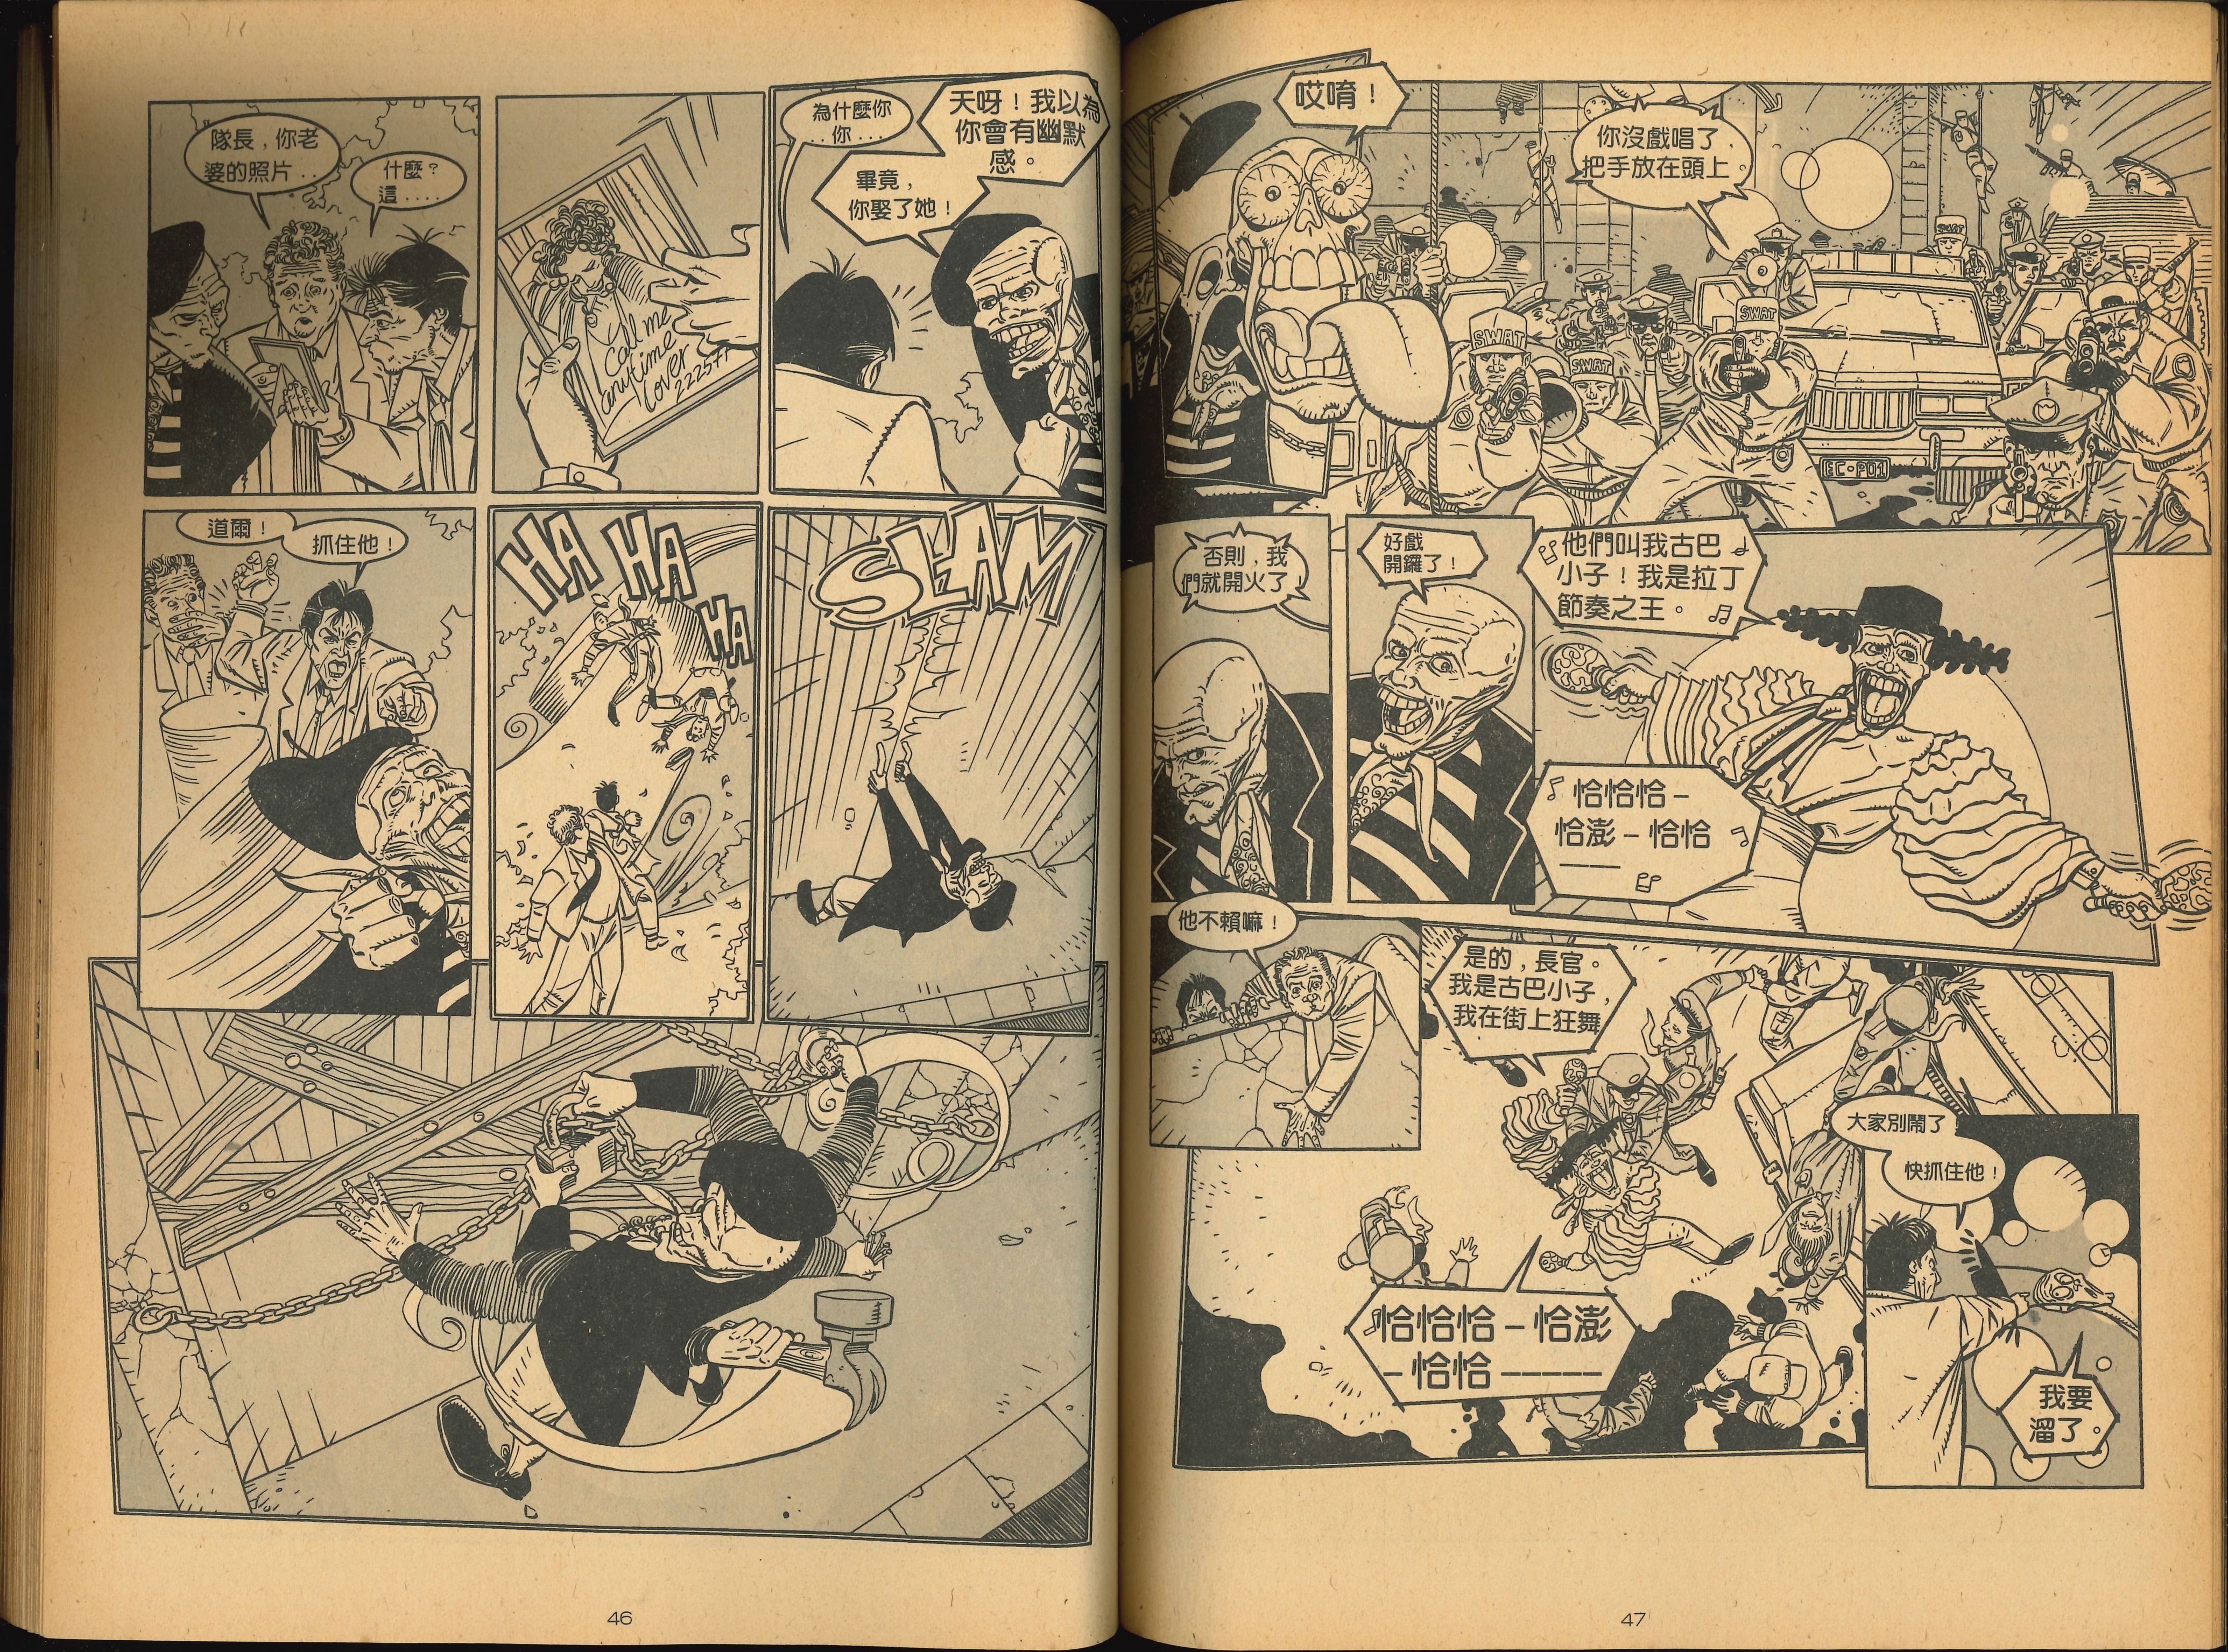 隊長，你老
婆的照片‥
什麼？
這‥‥
Call me
anytime
lover
為什麼你
‥你‥‥
天呀！我以為
你會有幽默
感。
畢竟，
你娶了她！
道爾！
抓住他！
HA HA
HA
SLAM
46
哎唷！
你沒戲唱了，
把手放在頭上。
SWAT
SWAT
SWAT
SWAT
EC-PD1
否則，我
們就開火了！
好戲
開鑼了！
他們叫我古巴
小子！我是拉丁
節奏之王。
恰恰恰－
恰澎－恰恰
———
他不賴嘛！
是的，長官。
我是古巴小子，
我在街上狂舞
恰恰恰－恰澎
－恰恰－－－－－
大家別鬧了
快抓住他！
我要
溜了。
47